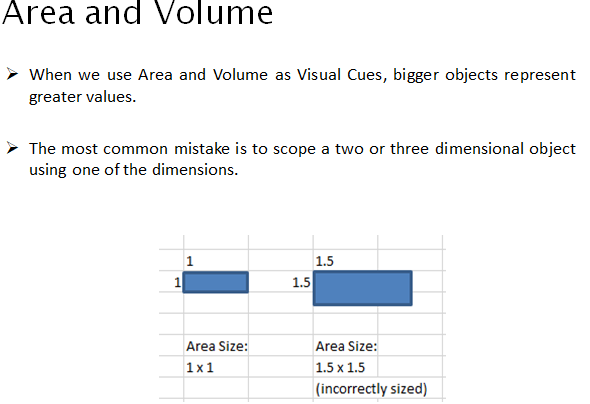 Area and Volume
➤ When we use Area and Volume as Visual Cues, bigger objects represent
greater values.
➤ The most common mistake is to scope a two or three dimensional object
using one of the dimensions.
1 1.5
1 1.5
Area Size: Area Size:
1 x 1 1.5 x 1.5
(incorrectly sized)